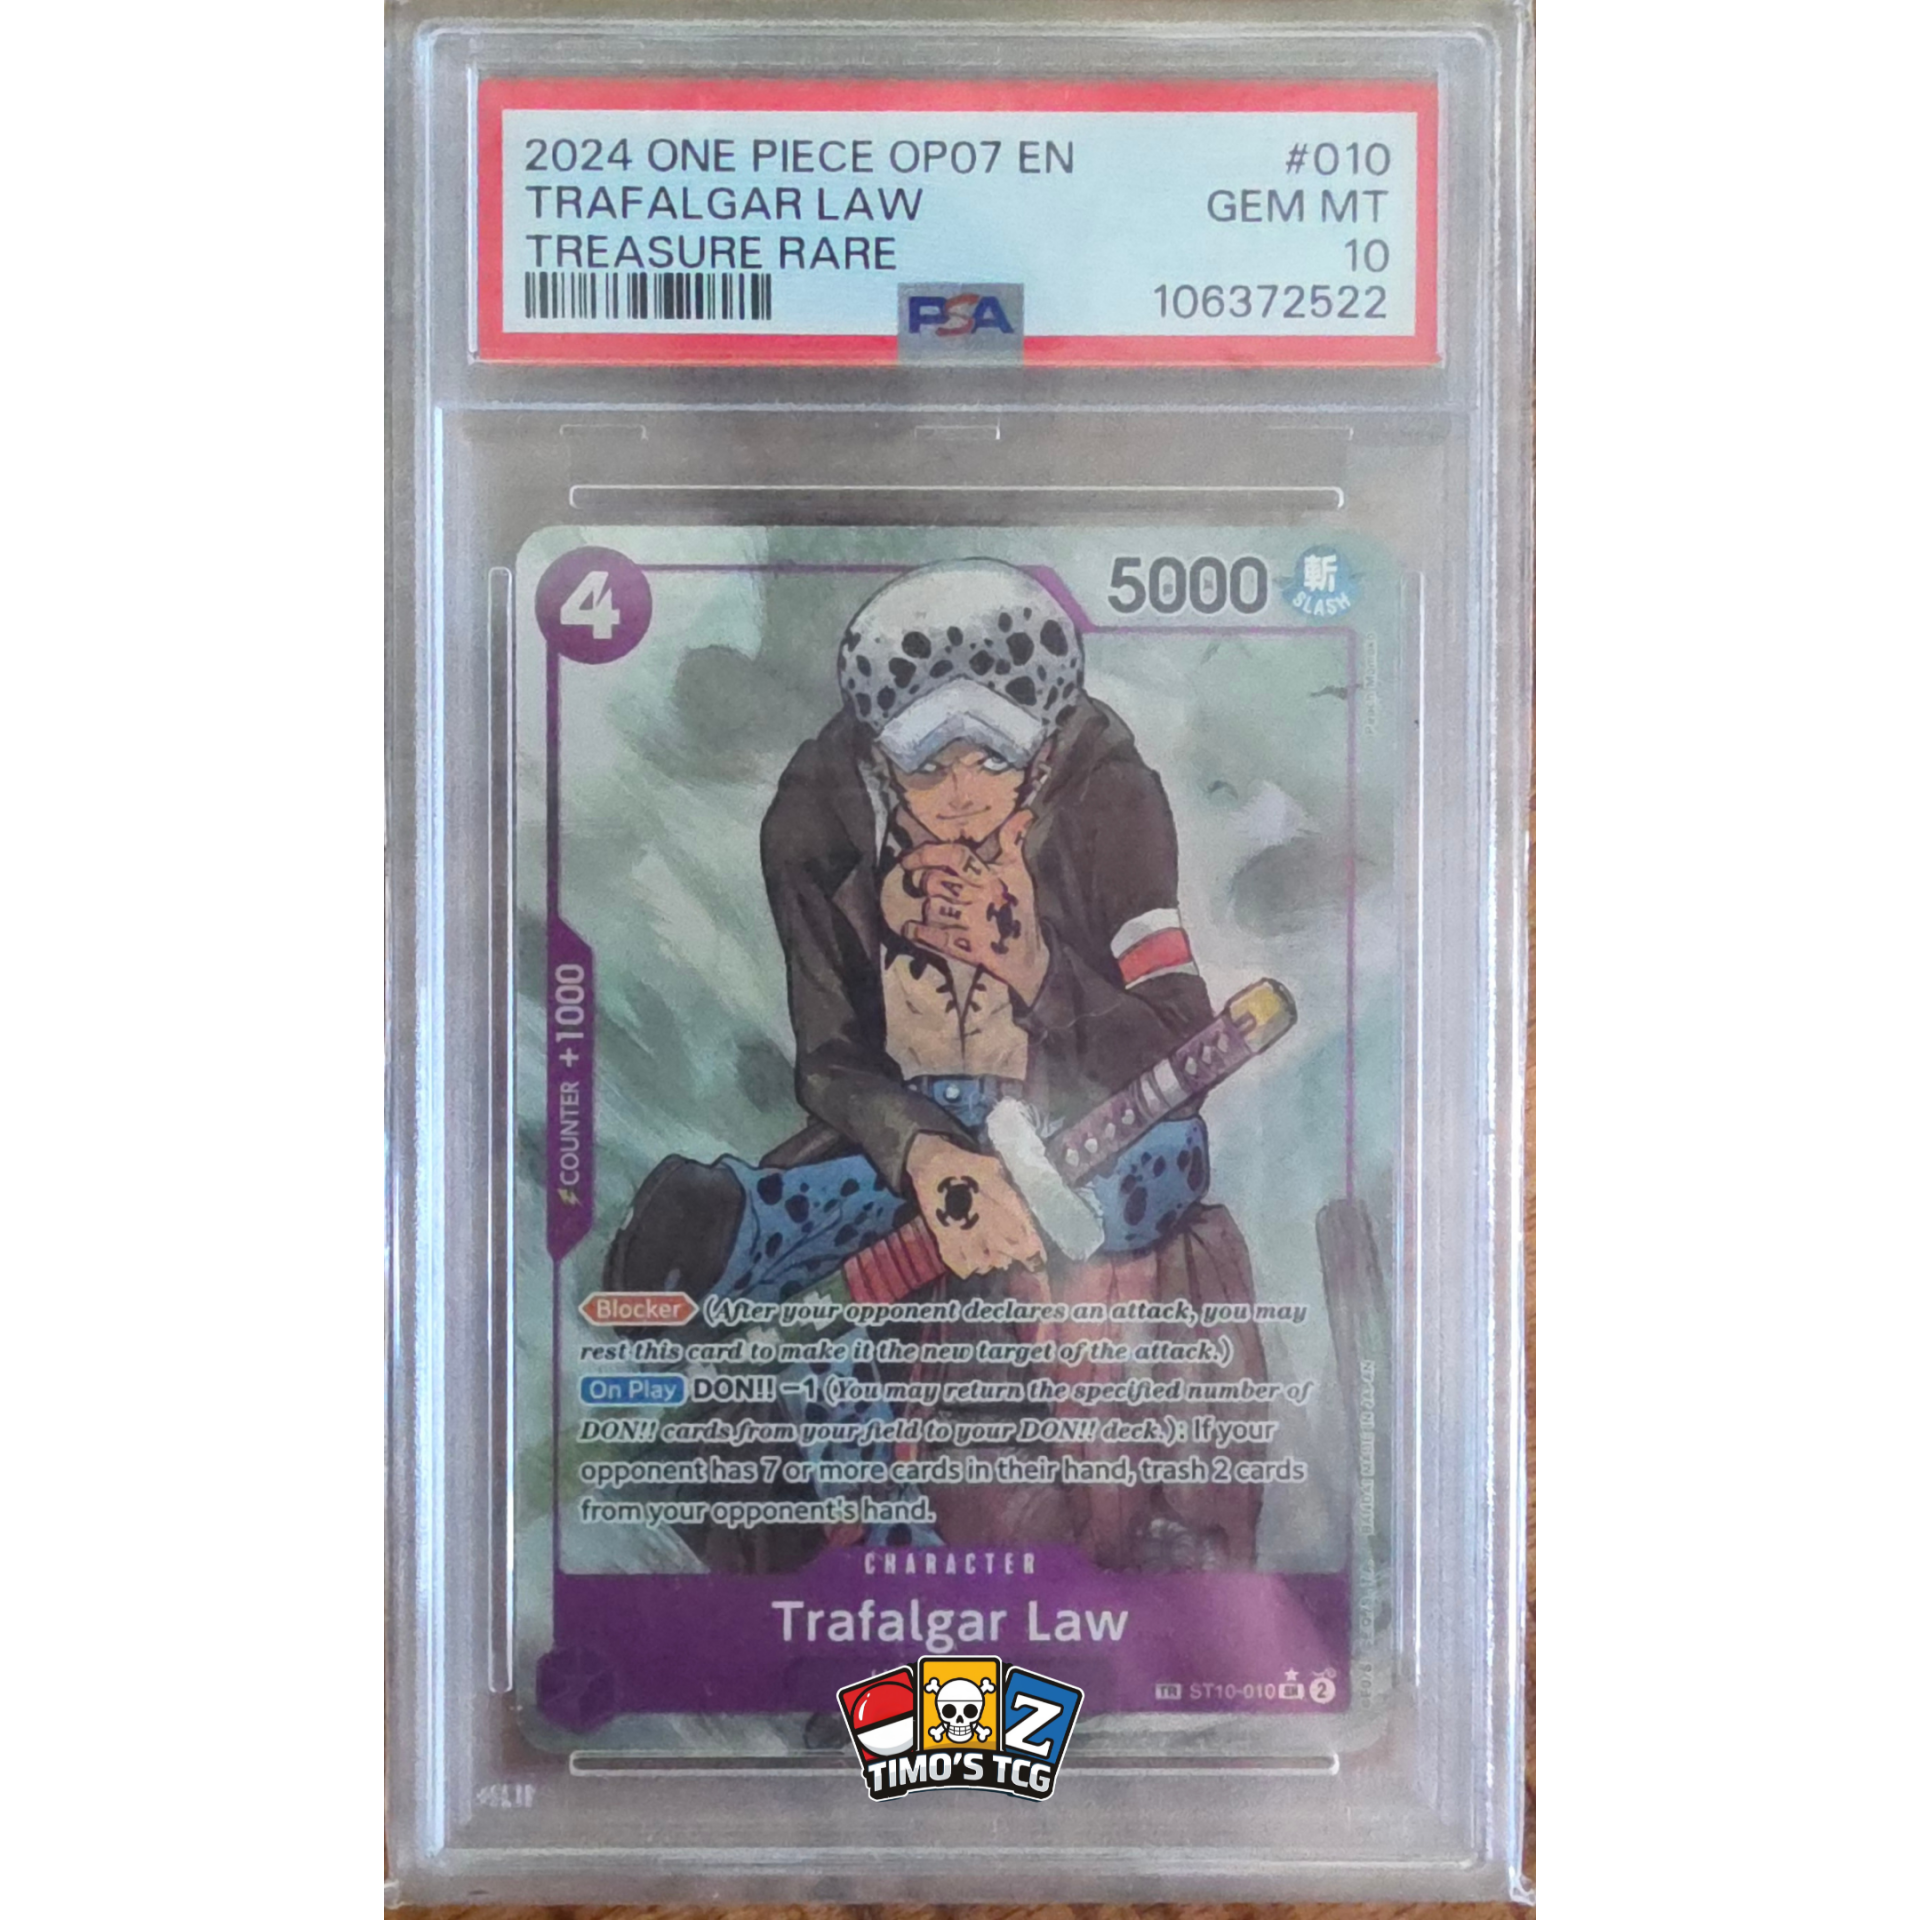 2024 ONE PIECE OP07 EN #010
TRAFALGAR LAW GEM MT
TREASURE RARE 10
PSA 106372522
4
5000 斬
SLASH
COUNTER +1000
DEAT
Blocker (After your opponent declares an attack, you may
rest this card to make it the new target of the attack.)
On Play DON!! −1 (You may return the specified number of
DON!! cards from your field to your DON!! deck.): If your
opponent has 7 or more cards in their hand, trash 2 cards
from your opponent's hand.
CHARACTER
Trafalgar Law
TR ST10-010 SR 2
Z
TIMO'S TCG